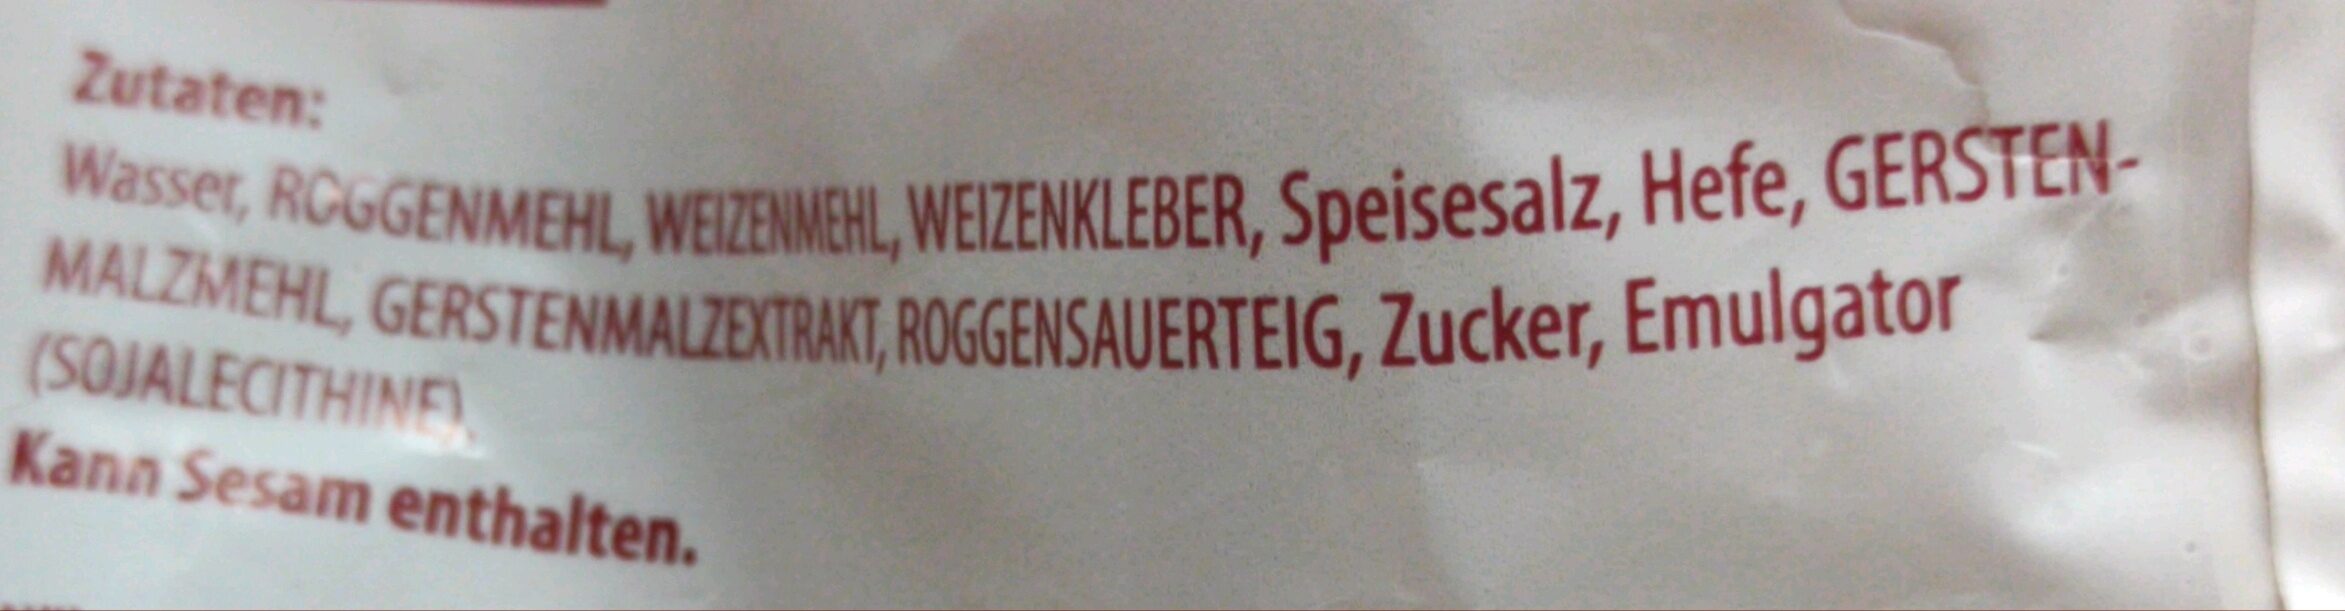 Zutaten:
Wasser, ROGGENMEHL, WEIZENMEHL, WEIZENKLEBER, Speisesalz, Hefe, GERSTEN-
MALZMEHL, GERSTENMALZEXTRAKT, ROGGENSAUERTEIG, Zucker, Emulgator
(SOJALECITHINE).
Kann Sesam enthalten.